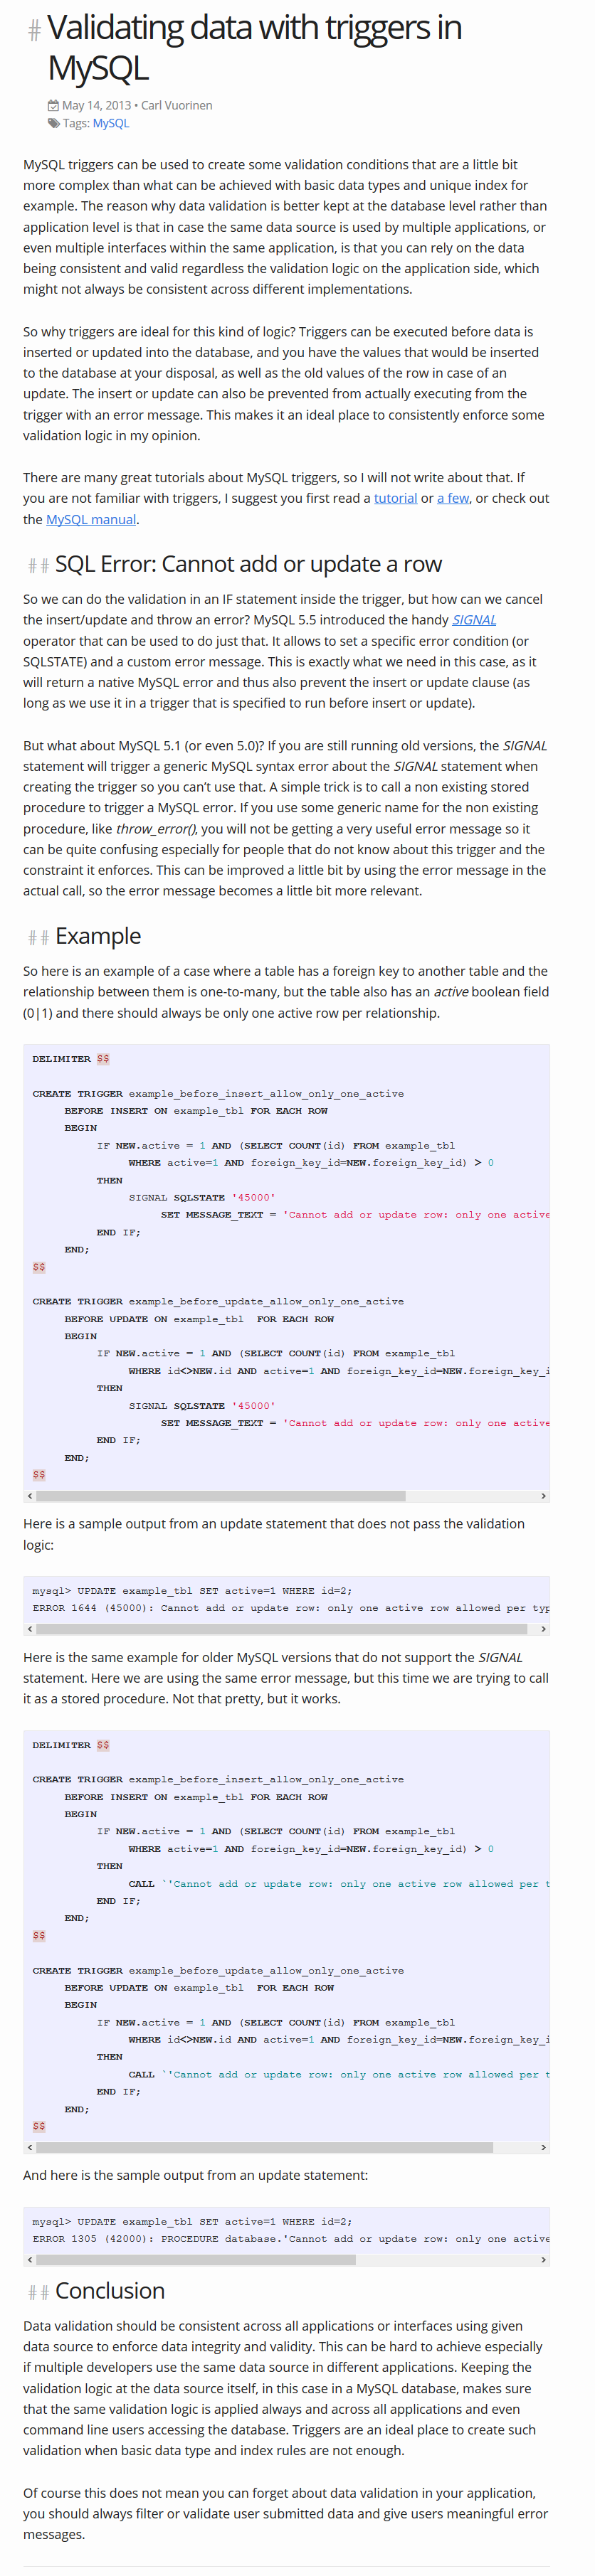 # Validating data with triggers in
MySQL
May 14, 2013 • Carl Vuorinen
Tags: MySQL
MySQL triggers can be used to create some validation conditions that are a little bit
more complex than what can be achieved with basic data types and unique index for
example. The reason why data validation is better kept at the database level rather than
application level is that in case the same data source is used by multiple applications, or
even multiple interfaces within the same application, is that you can rely on the data
being consistent and valid regardless the validation logic on the application side, which
might not always be consistent across different implementations.
So why triggers are ideal for this kind of logic? Triggers can be executed before data is
inserted or updated into the database, and you have the values that would be inserted
to the database at your disposal, as well as the old values of the row in case of an
update. The insert or update can also be prevented from actually executing from the
trigger with an error message. This makes it an ideal place to consistently enforce some
validation logic in my opinion.
There are many great tutorials about MySQL triggers, so I will not write about that. If
you are not familiar with triggers, I suggest you first read a tutorial or a few, or check out
the MySQL manual.
## SQL Error: Cannot add or update a row
So we can do the validation in an IF statement inside the trigger, but how can we cancel
the insert/update and throw an error? MySQL 5.5 introduced the handy SIGNAL
operator that can be used to do just that. It allows to set a specific error condition (or
SQLSTATE) and a custom error message. This is exactly what we need in this case, as it
will return a native MySQL error and thus also prevent the insert or update clause (as
long as we use it in a trigger that is specified to run before insert or update).
But what about MySQL 5.1 (or even 5.0)? If you are still running old versions, the SIGNAL
statement will trigger a generic MySQL syntax error about the SIGNAL statement when
creating the trigger so you can't use that. A simple trick is to call a non existing stored
procedure to trigger a MySQL error. If you use some generic name for the non existing
procedure, like throw_error(), you will not be getting a very useful error message so it
can be quite confusing especially for people that do not know about this trigger and the
constraint it enforces. This can be improved a little bit by using the error message in the
actual call, so the error message becomes a little bit more relevant.
## Example
So here is an example of a case where a table has a foreign key to another table and the
relationship between them is one-to-many, but the table also has an active boolean field
(0|1) and there should always be only one active row per relationship.
DELIMITER $$
CREATE TRIGGER example_before_insert_allow_only_one_active
BEFORE INSERT ON example_tbl FOR EACH ROW
BEGIN
IF NEW.active = 1 AND (SELECT COUNT(id) FROM example_tbl
WHERE active=1 AND foreign_key_id=NEW.foreign_key_id) > 0
THEN
SIGNAL SQLSTATE '45000'
SET MESSAGE_TEXT = 'Cannot add or update row: only one active
END IF;
END;
$$
CREATE TRIGGER example_before_update_allow_only_one_active
BEFORE UPDATE ON example_tbl  FOR EACH ROW
BEGIN
IF NEW.active = 1 AND (SELECT COUNT(id) FROM example_tbl
WHERE id<>NEW.id AND active=1 AND foreign_key_id=NEW.foreign_key_i
THEN
SIGNAL SQLSTATE '45000'
SET MESSAGE_TEXT = 'Cannot add or update row: only one active
END IF;
END;
$$
Here is a sample output from an update statement that does not pass the validation
logic:
mysql> UPDATE example_tbl SET active=1 WHERE id=2;
ERROR 1644 (45000): Cannot add or update row: only one active row allowed per typ
Here is the same example for older MySQL versions that do not support the SIGNAL
statement. Here we are using the same error message, but this time we are trying to call
it as a stored procedure. Not that pretty, but it works.
DELIMITER $$
CREATE TRIGGER example_before_insert_allow_only_one_active
BEFORE INSERT ON example_tbl FOR EACH ROW
BEGIN
IF NEW.active = 1 AND (SELECT COUNT(id) FROM example_tbl
WHERE active=1 AND foreign_key_id=NEW.foreign_key_id) > 0
THEN
CALL `'Cannot add or update row: only one active row allowed per t
END IF;
END;
$$
CREATE TRIGGER example_before_update_allow_only_one_active
BEFORE UPDATE ON example_tbl  FOR EACH ROW
BEGIN
IF NEW.active = 1 AND (SELECT COUNT(id) FROM example_tbl
WHERE id<>NEW.id AND active=1 AND foreign_key_id=NEW.foreign_key_i
THEN
CALL `'Cannot add or update row: only one active row allowed per t
END IF;
END;
$$
And here is the sample output from an update statement:
mysql> UPDATE example_tbl SET active=1 WHERE id=2;
ERROR 1305 (42000): PROCEDURE database.'Cannot add or update row: only one active
## Conclusion
Data validation should be consistent across all applications or interfaces using given
data source to enforce data integrity and validity. This can be hard to achieve especially
if multiple developers use the same data source in different applications. Keeping the
validation logic at the data source itself, in this case in a MySQL database, makes sure
that the same validation logic is applied always and across all applications and even
command line users accessing the database. Triggers are an ideal place to create such
validation when basic data type and index rules are not enough.
Of course this does not mean you can forget about data validation in your application,
you should always filter or validate user submitted data and give users meaningful error
messages.